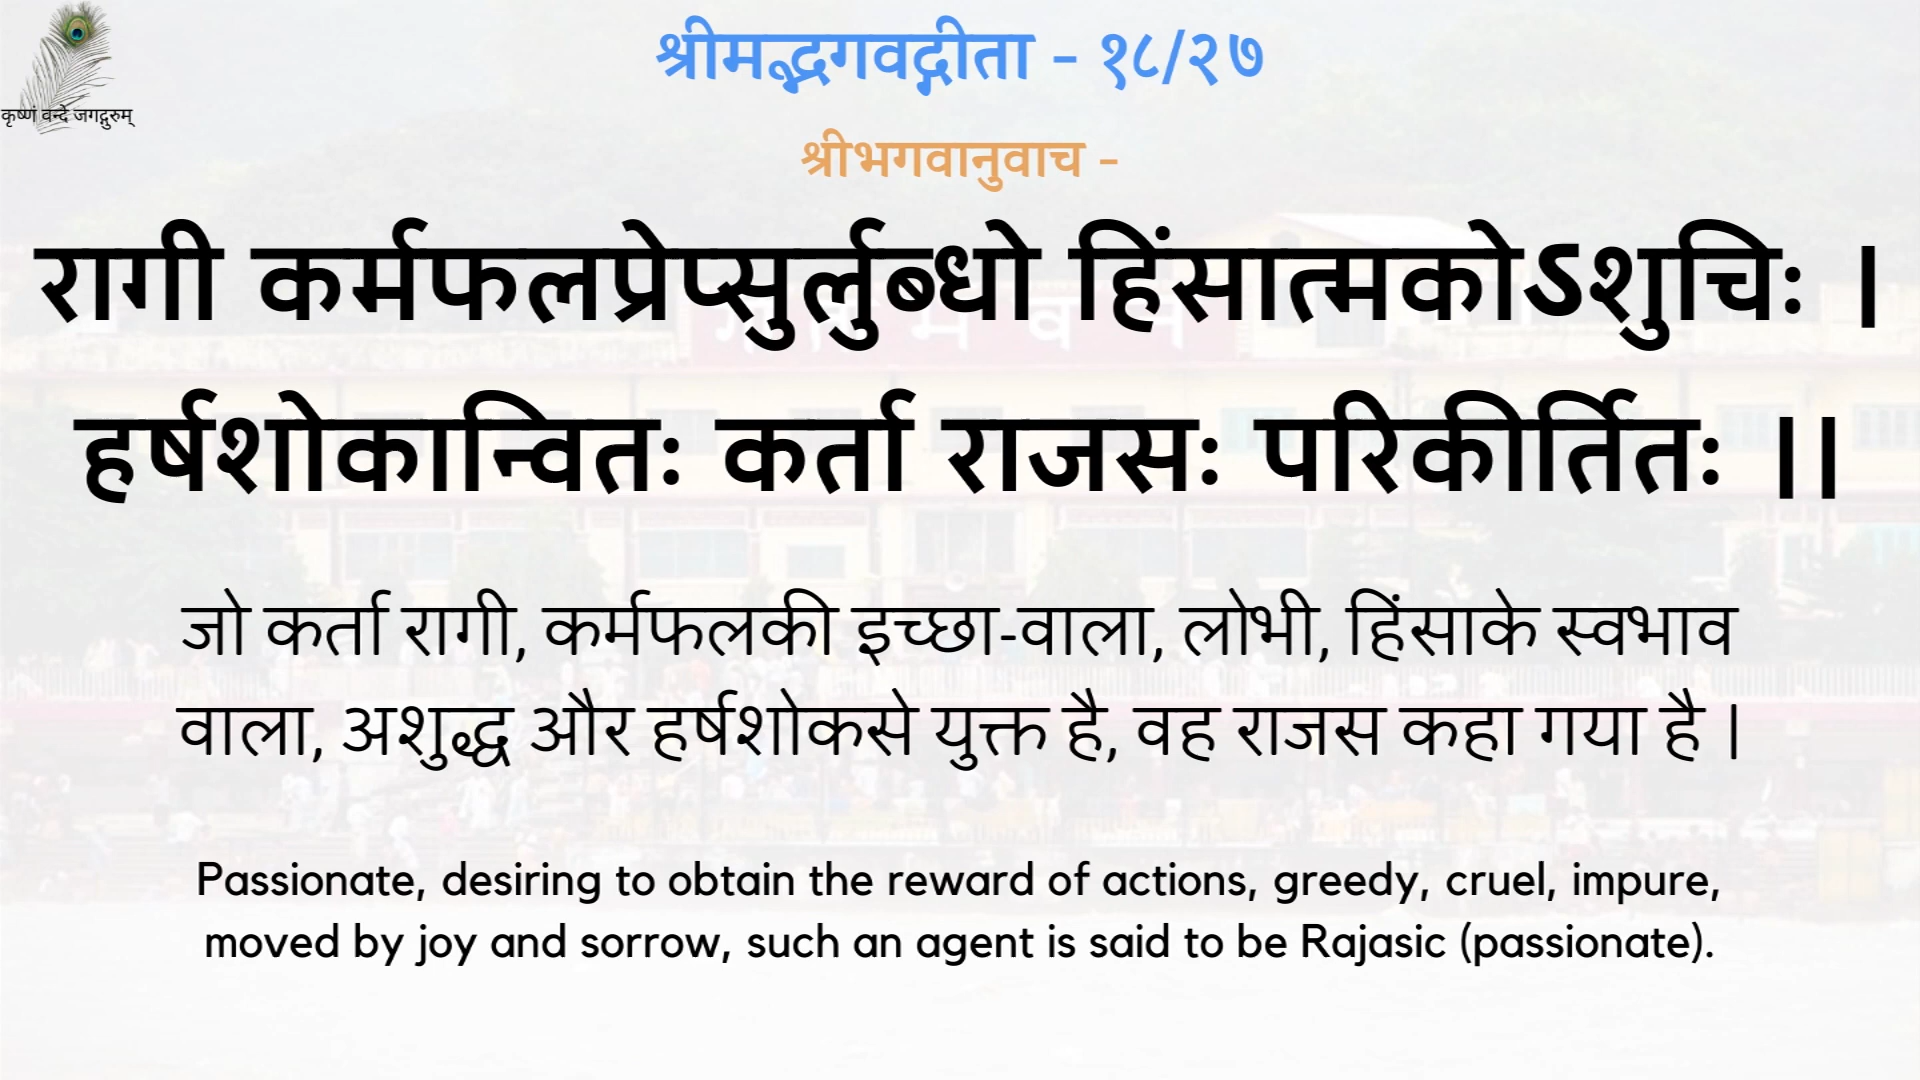 श्रीमद्भगवद्गीता - १८/२७
कृष्णं वन्दे जगद्गुरुम्
श्रीभगवानुवाच -
रागी कर्मफलप्रेप्सुर्लुब्धो हिंसात्मकोऽशुचिः ।
हर्षशोकान्वितः कर्ता राजसः परिकीर्तितः ।।
जो कर्ता रागी, कर्मफलकी इच्छा-वाला, लोभी, हिंसाके स्वभाव
वाला, अशुद्ध और हर्षशोकसे युक्त है, वह राजस कहा गया है |
Passionate, desiring to obtain the reward of actions, greedy, cruel, impure,
moved by joy and sorrow, such an agent is said to be Rajasic (passionate).